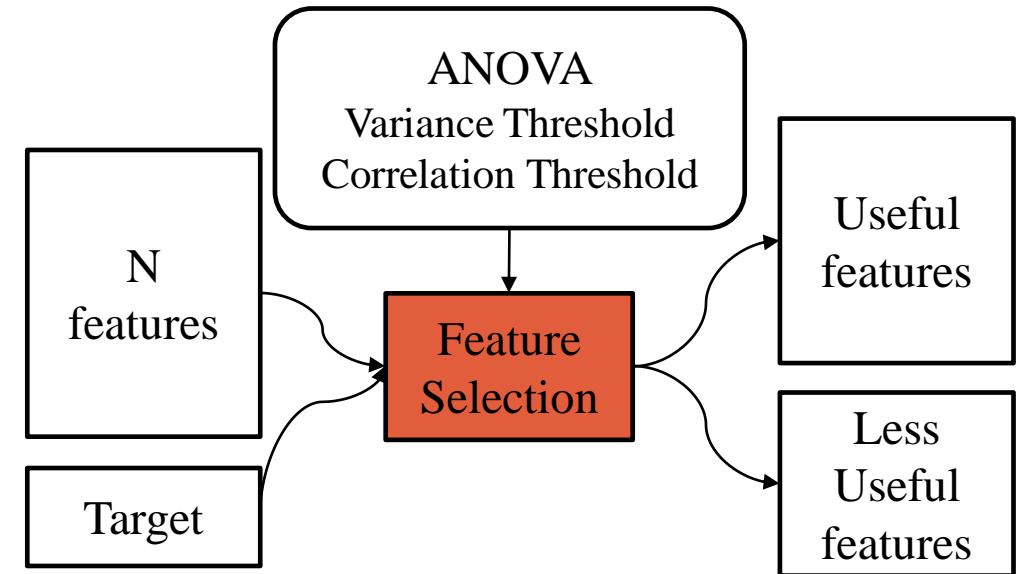 ANOVA
Variance Threshold
Correlation Threshold
N
features
Target
Feature
Selection
Useful
features
Less
Useful
features